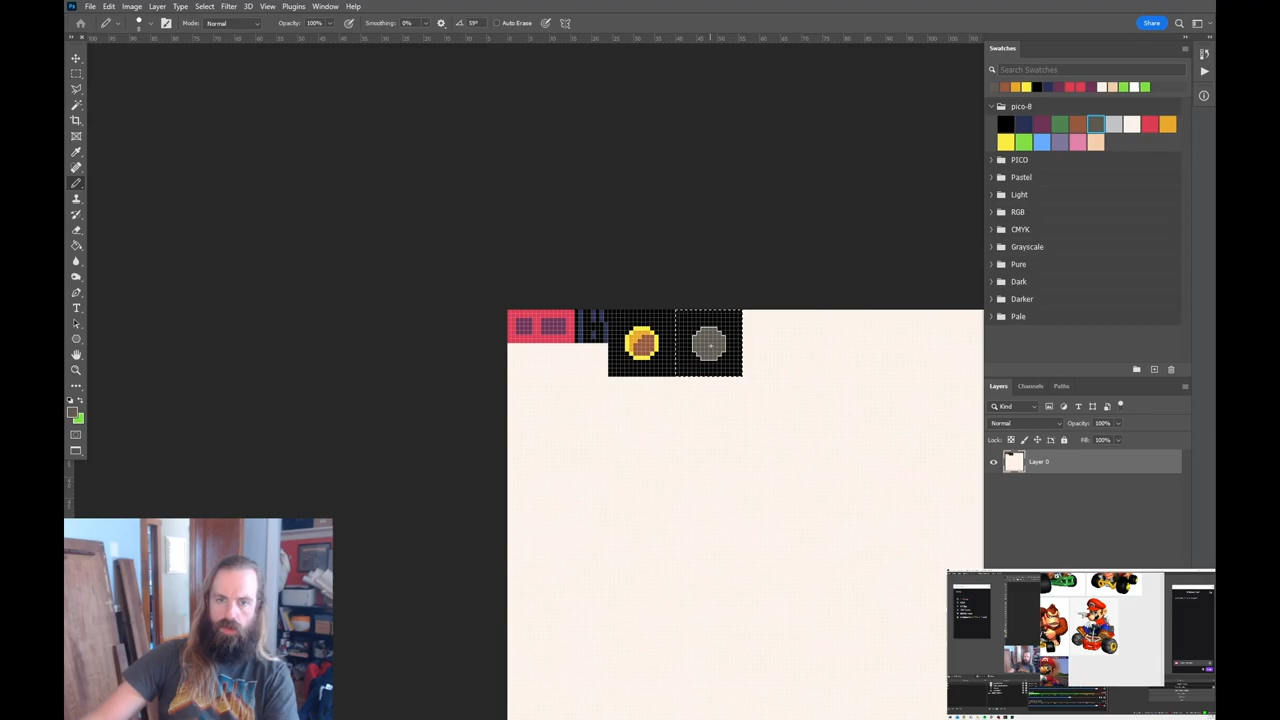 Ps File Edit Image Layer Type Select Filter 3D View Plugins Window Help
Mode: Normal Opacity: 100% Smoothing: 0% 59° Auto Erase Share
Swatches
Search Swatches
pico-8
PICO
Pastel
Light
RGB
CMYK
Grayscale
Pure
Dark
Darker
Pale
Layers Channels Paths
Kind
Normal Opacity: 100%
Lock: Fill: 100%
Layer 0